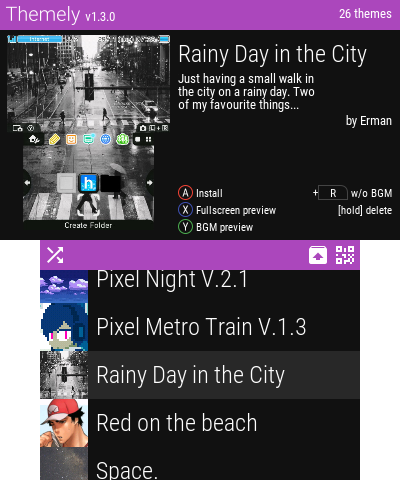 Themely v1.3.0
26 themes
Internet
Create Folder
Rainy Day in the City
Just having a small walk in
the city on a rainy day. Two
of my favourite things...
by Erman
A Install
+ R w/o BGM
X Fullscreen preview
[hold] delete
Y BGM preview
Pixel Night V.2.1
Pixel Metro Train V.1.3
Rainy Day in the City
Red on the beach
Space.